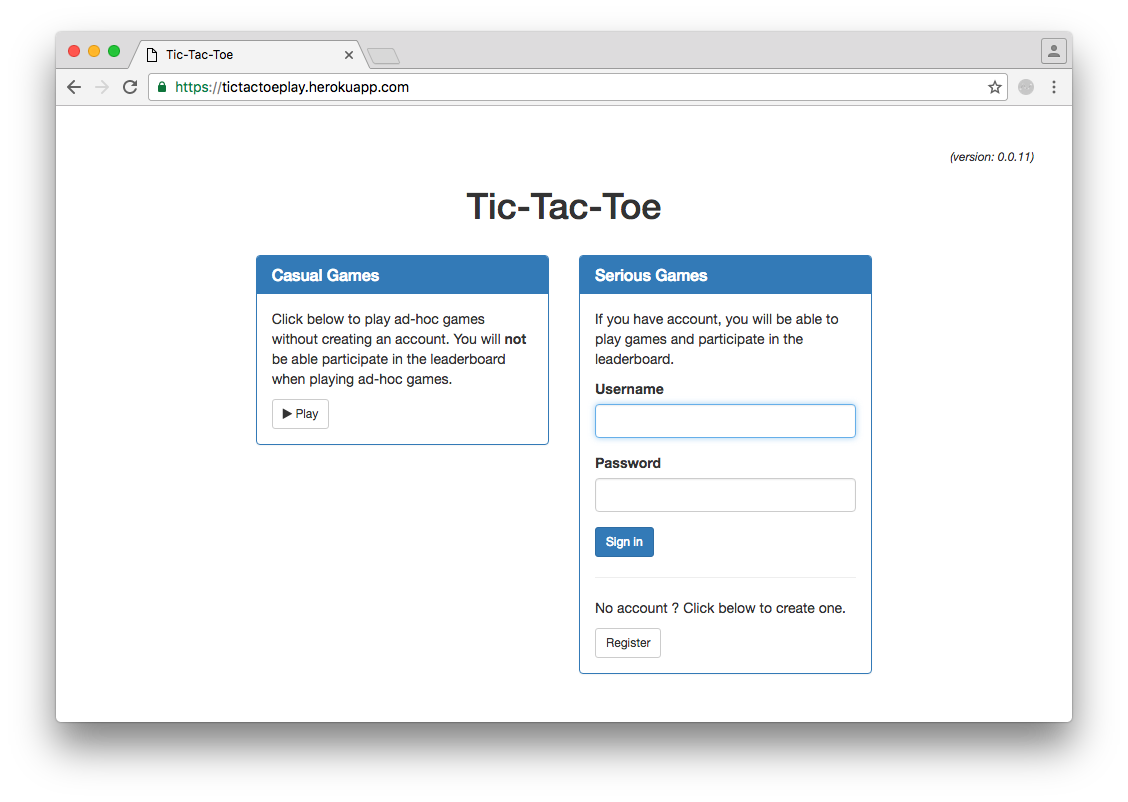 Tic-Tac-Toe
https://tictactoeplay.herokuapp.com
(version: 0.0.11)
Tic-Tac-Toe
Casual Games
Click below to play ad-hoc games
without creating an account. You will not
be able participate in the leaderboard
when playing ad-hoc games.
Play
Serious Games
If you have account, you will be able to
play games and participate in the
leaderboard.
Username
Password
Sign in
No account ? Click below to create one.
Register